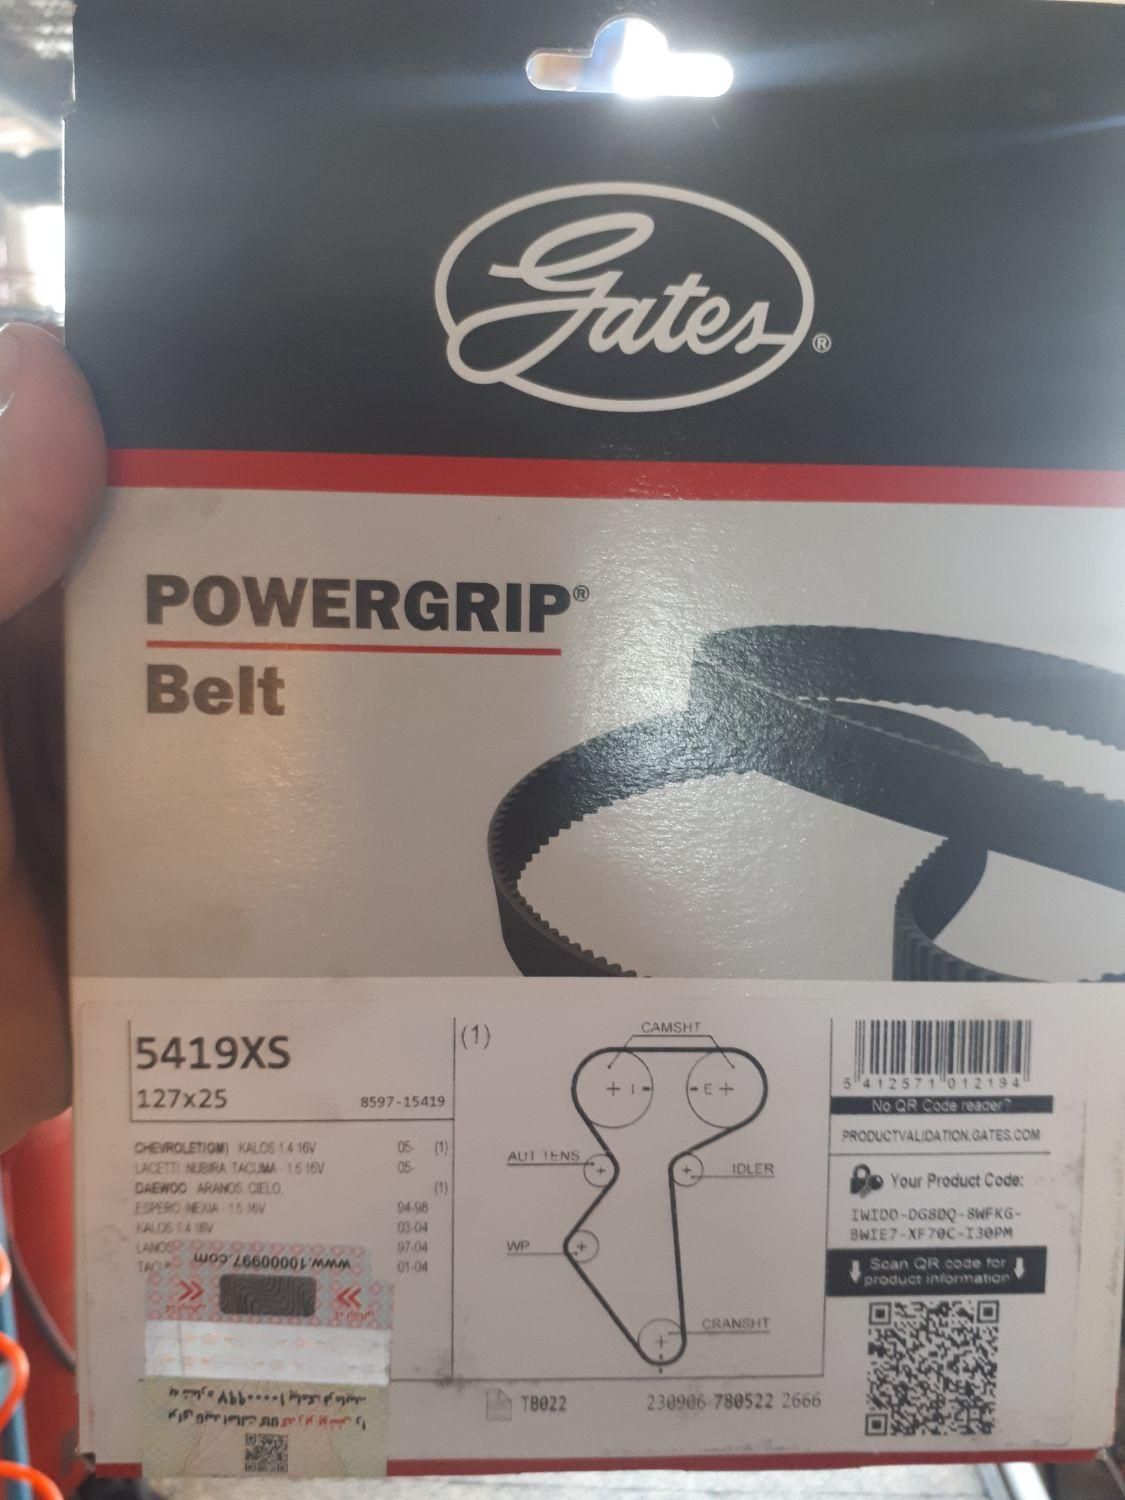 Gates®
POWERGRIP®
Belt
5419XS
127x25 8597-15419
CHEVROLET(GM) KALOS 1.4 16V 05- (1)
LACETTI NUBIRA TACUMA - 1.6 16V 05-
DAEWOO ARANOS, CIELO, (1)
ESPERO NEXIA - 1.5 16V 94-98
KALOS 1.4 16V 03-04
LANOS 97-04
01-04
www.1000997.com
(1)
CAMSHT
I E
AUT TENS IDLER
WP
CRANSHT
TB022 230906 780522 2666
5 412571 012194
No QR Code reader?
PRODUCTVALIDATION.GATES.COM
Your Product Code:
IWIDD-DG8DQ-8WFKG-
BWIE7-XF70C-I30PM
Scan QR code for
product information